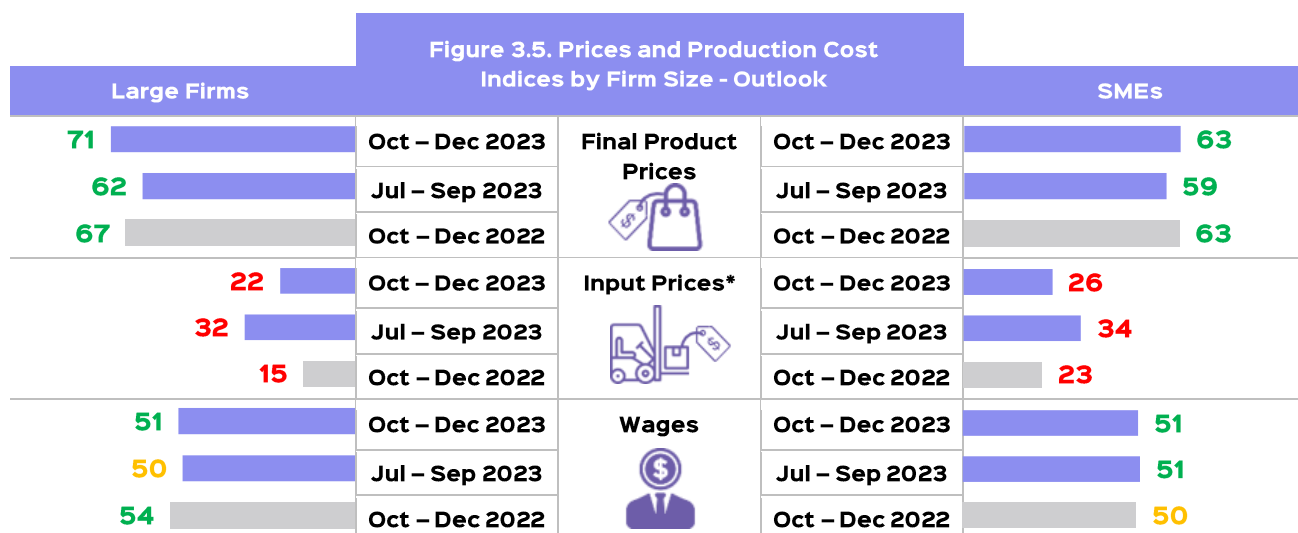 Figure 3.5. Prices and Production Cost
Indices by Firm Size - Outlook
Large Firms
SMEs
71
Oct – Dec 2023
Final Product
Prices
Oct – Dec 2023
63
62
Jul – Sep 2023
Jul – Sep 2023
59
67
Oct – Dec 2022
Oct – Dec 2022
63
22
Oct – Dec 2023
Input Prices*
Oct – Dec 2023
26
32
Jul – Sep 2023
Jul – Sep 2023
34
15
Oct – Dec 2022
Oct – Dec 2022
23
51
Oct – Dec 2023
Wages
Oct – Dec 2023
51
50
Jul – Sep 2023
Jul – Sep 2023
51
54
Oct – Dec 2022
Oct – Dec 2022
50